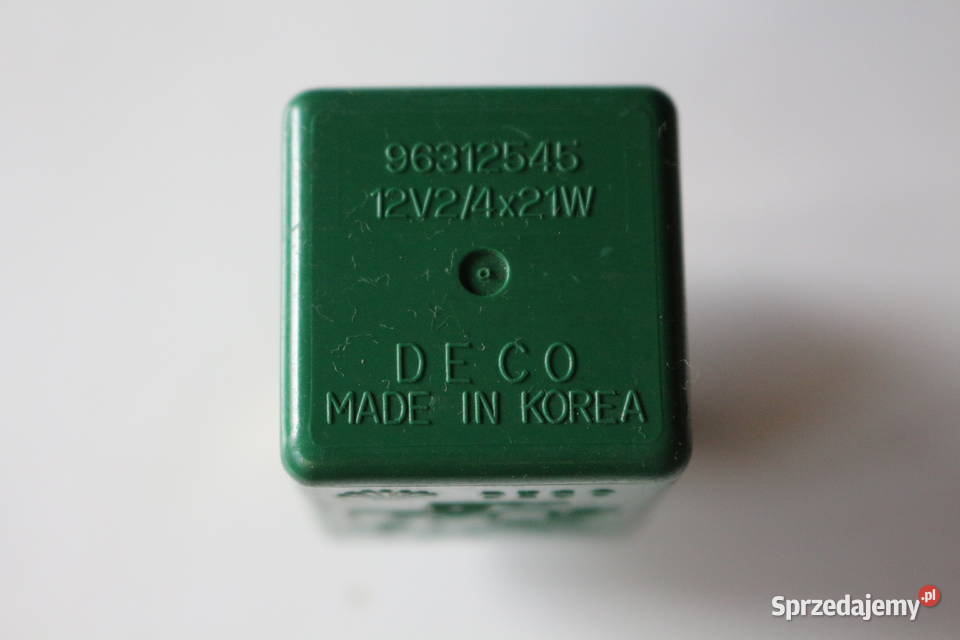 96312545
12V2/4x21W
DECO
MADE IN KOREA
Sprzedajemy.pl